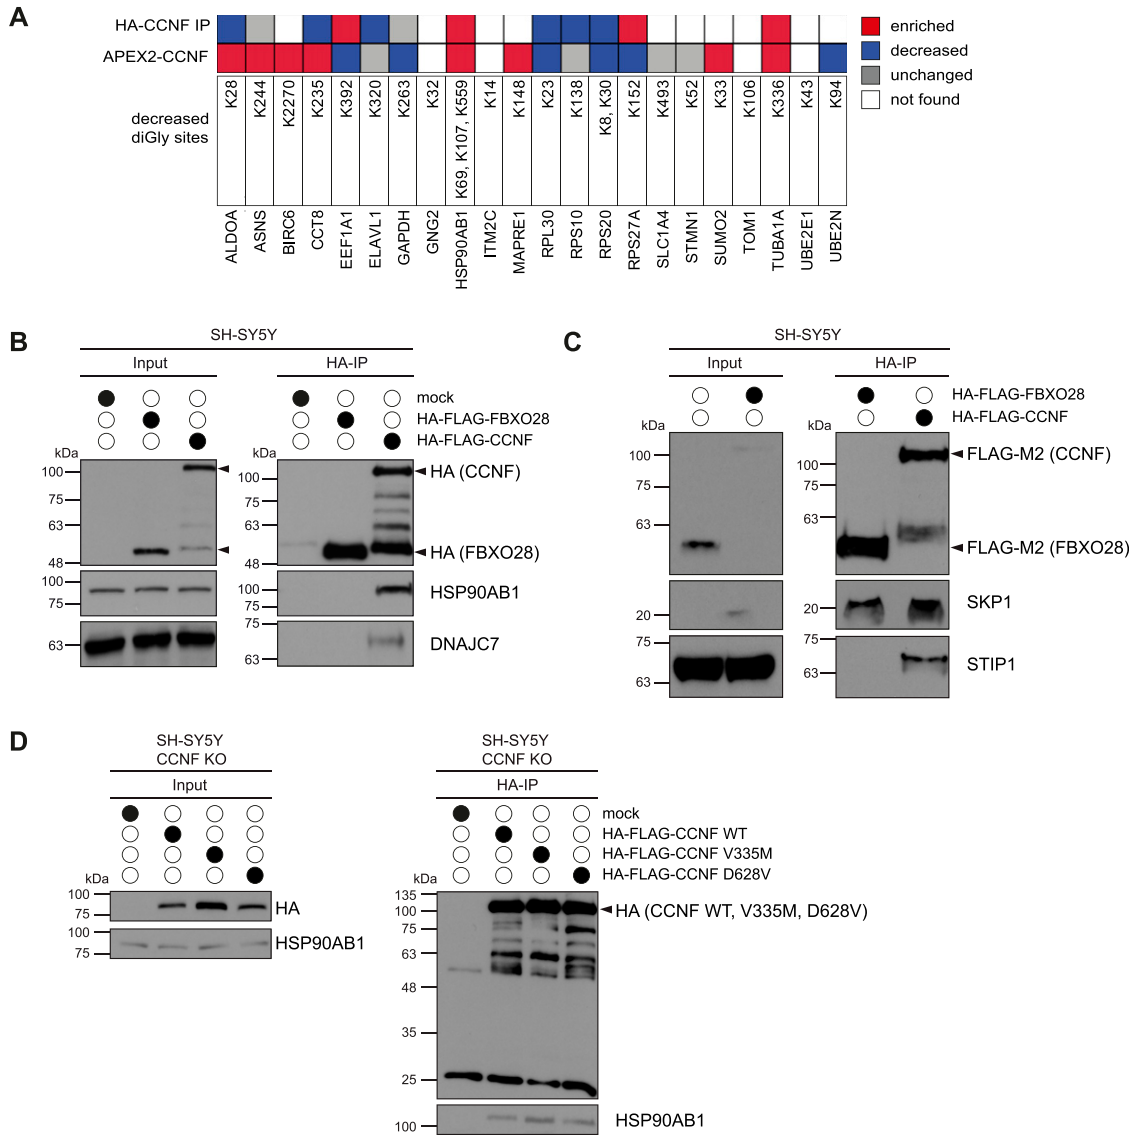 A
HA-CCNF IP
APEX2-CCNF
enriched
decreased
unchanged
not found
decreased
diGly sites
K28
K244
K2270
K235
K392
K320
K263
K32
K69, K107, K559
K14
K148
K23
K138
K8, K30
K152
K493
K52
K33
K106
K336
K43
K94
ALDOA
ASNS
BIRC6
CCT8
EEF1A1
ELAVL1
GAPDH
GNG2
HSP90AB1
ITM2C
MAPRE1
RPL30
RPS10
RPS20
RPS27A
SLC1A4
STMN1
SUMO2
TOM1
TUBA1A
UBE2E1
UBE2N
B
SH-SY5Y
Input
HA-IP
mock
HA-FLAG-FBXO28
HA-FLAG-CCNF
kDa
100
75
63
48
100
75
63
kDa
100
75
63
48
100
75
75
63
HA (CCNF)
HA (FBXO28)
HSP90AB1
DNAJC7
C
SH-SY5Y
Input
HA-IP
HA-FLAG-FBXO28
HA-FLAG-CCNF
kDa
100
75
63
20
75
63
kDa
100
75
63
20
75
63
FLAG-M2 (CCNF)
FLAG-M2 (FBXO28)
SKP1
STIP1
D
SH-SY5Y
CCNF KO
Input
kDa
100
75
100
75
HA
HSP90AB1
SH-SY5Y
CCNF KO
HA-IP
mock
HA-FLAG-CCNF WT
HA-FLAG-CCNF V335M
HA-FLAG-CCNF D628V
kDa
135
100
75
63
48
35
25
100
HA (CCNF WT, V335M, D628V)
HSP90AB1